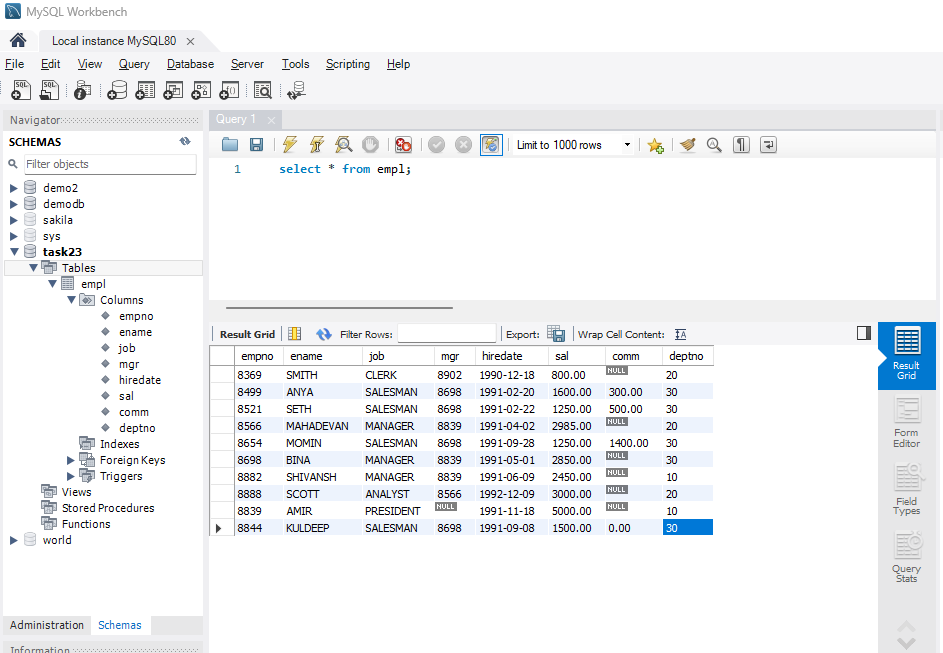 MySQL Workbench
Local instance MySQL80 ×
File Edit View Query Database Server Tools Scripting Help
Navigator
SCHEMAS
Filter objects
demo2
demodb
sakila
sys
task23
Tables
empl
Columns
empno
ename
job
mgr
hiredate
sal
comm
deptno
Indexes
Foreign Keys
Triggers
Views
Stored Procedures
Functions
world
Administration Schemas
Information
Query 1 ×
Limit to 1000 rows
1 select * from empl;
Result Grid Filter Rows: Export: Wrap Cell Content:
empno ename job mgr hiredate sal comm deptno
8369 SMITH CLERK 8902 1990-12-18 800.00 NULL 20
8499 ANYA SALESMAN 8698 1991-02-20 1600.00 300.00 30
8521 SETH SALESMAN 8698 1991-02-22 1250.00 500.00 30
8566 MAHADEVAN MANAGER 8839 1991-04-02 2985.00 NULL 20
8654 MOMIN SALESMAN 8698 1991-09-28 1250.00 1400.00 30
8698 BINA MANAGER 8839 1991-05-01 2850.00 NULL 30
8882 SHIVANSH MANAGER 8839 1991-06-09 2450.00 NULL 10
8888 SCOTT ANALYST 8566 1992-12-09 3000.00 NULL 20
8839 AMIR PRESIDENT NULL 1991-11-18 5000.00 NULL 10
8844 KULDEEP SALESMAN 8698 1991-09-08 1500.00 0.00 30
Result
Grid
Form
Editor
Field
Types
Query
Stats